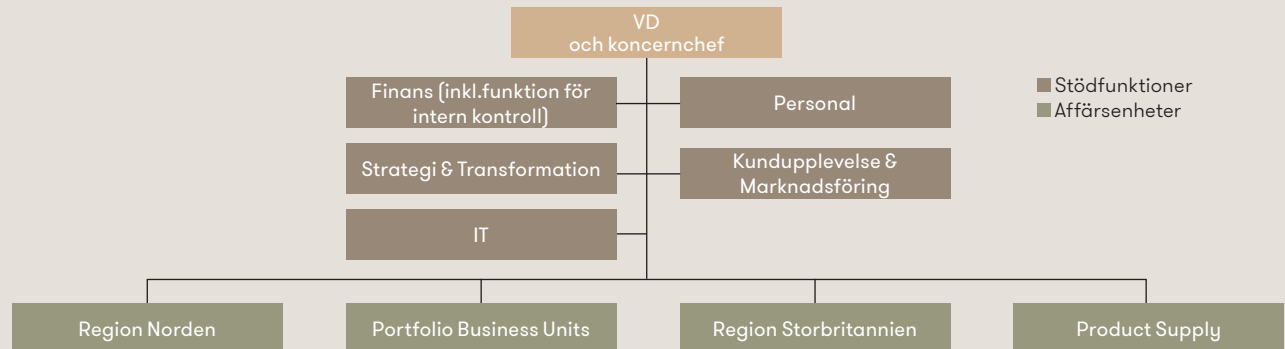 VD
och koncernchef
Finans (inkl.funktion för
intern kontroll)
Personal
Stödfunktioner
Affärsenheter
Strategi & Transformation
Kundupplevelse &
Marknadsföring
IT
Region Norden
Portfolio Business Units
Region Storbritannien
Product Supply